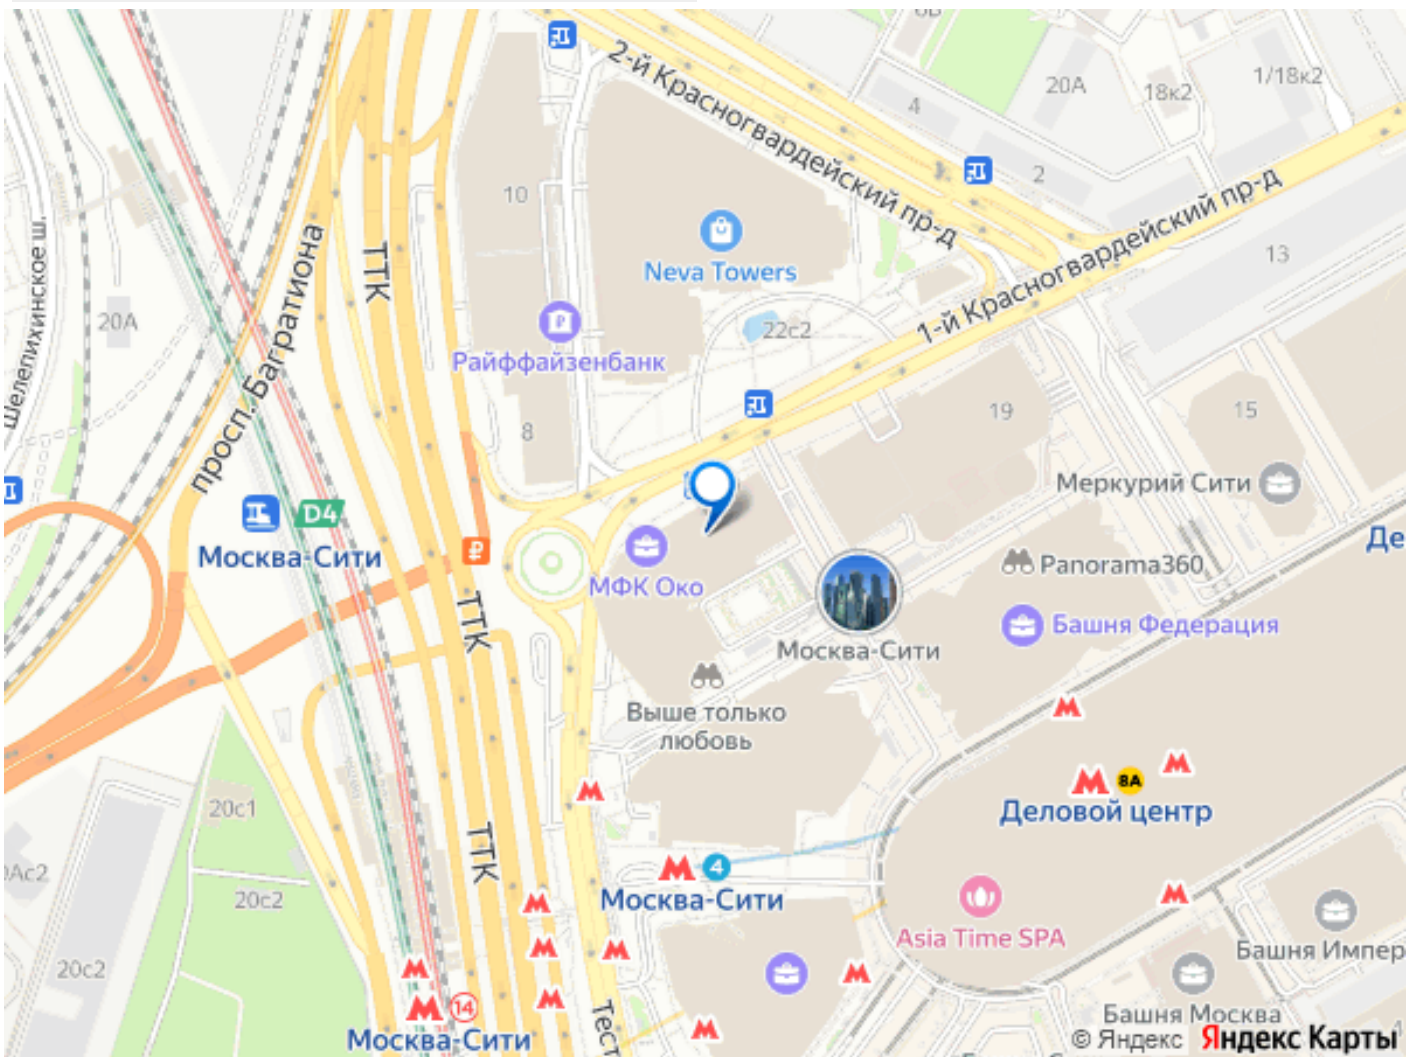 6В
2-й Красногвардейский пр-д
20А
18к2
1/18к2
4
2
10
Neva Towers
ТТК
просп. Багратиона
Шелепихинское ш.
20А
Райффайзенбанк
22с2
1-й Красногвардейский пр-д
13
8
19
15
Меркурий Сити
D4
Москва-Сити
₽
МФК Око
Panorama360
Де
Башня Федерация
Москва-Сити
ТТК
Выше только
любовь
8А
Деловой центр
20с1
ТТК
4
Москва-Сити
20с2
Asia Time SPA
Башня Импер
20с2
14
Москва-Сити
Тест
Башня Москва
© Яндекс Яндекс Карты